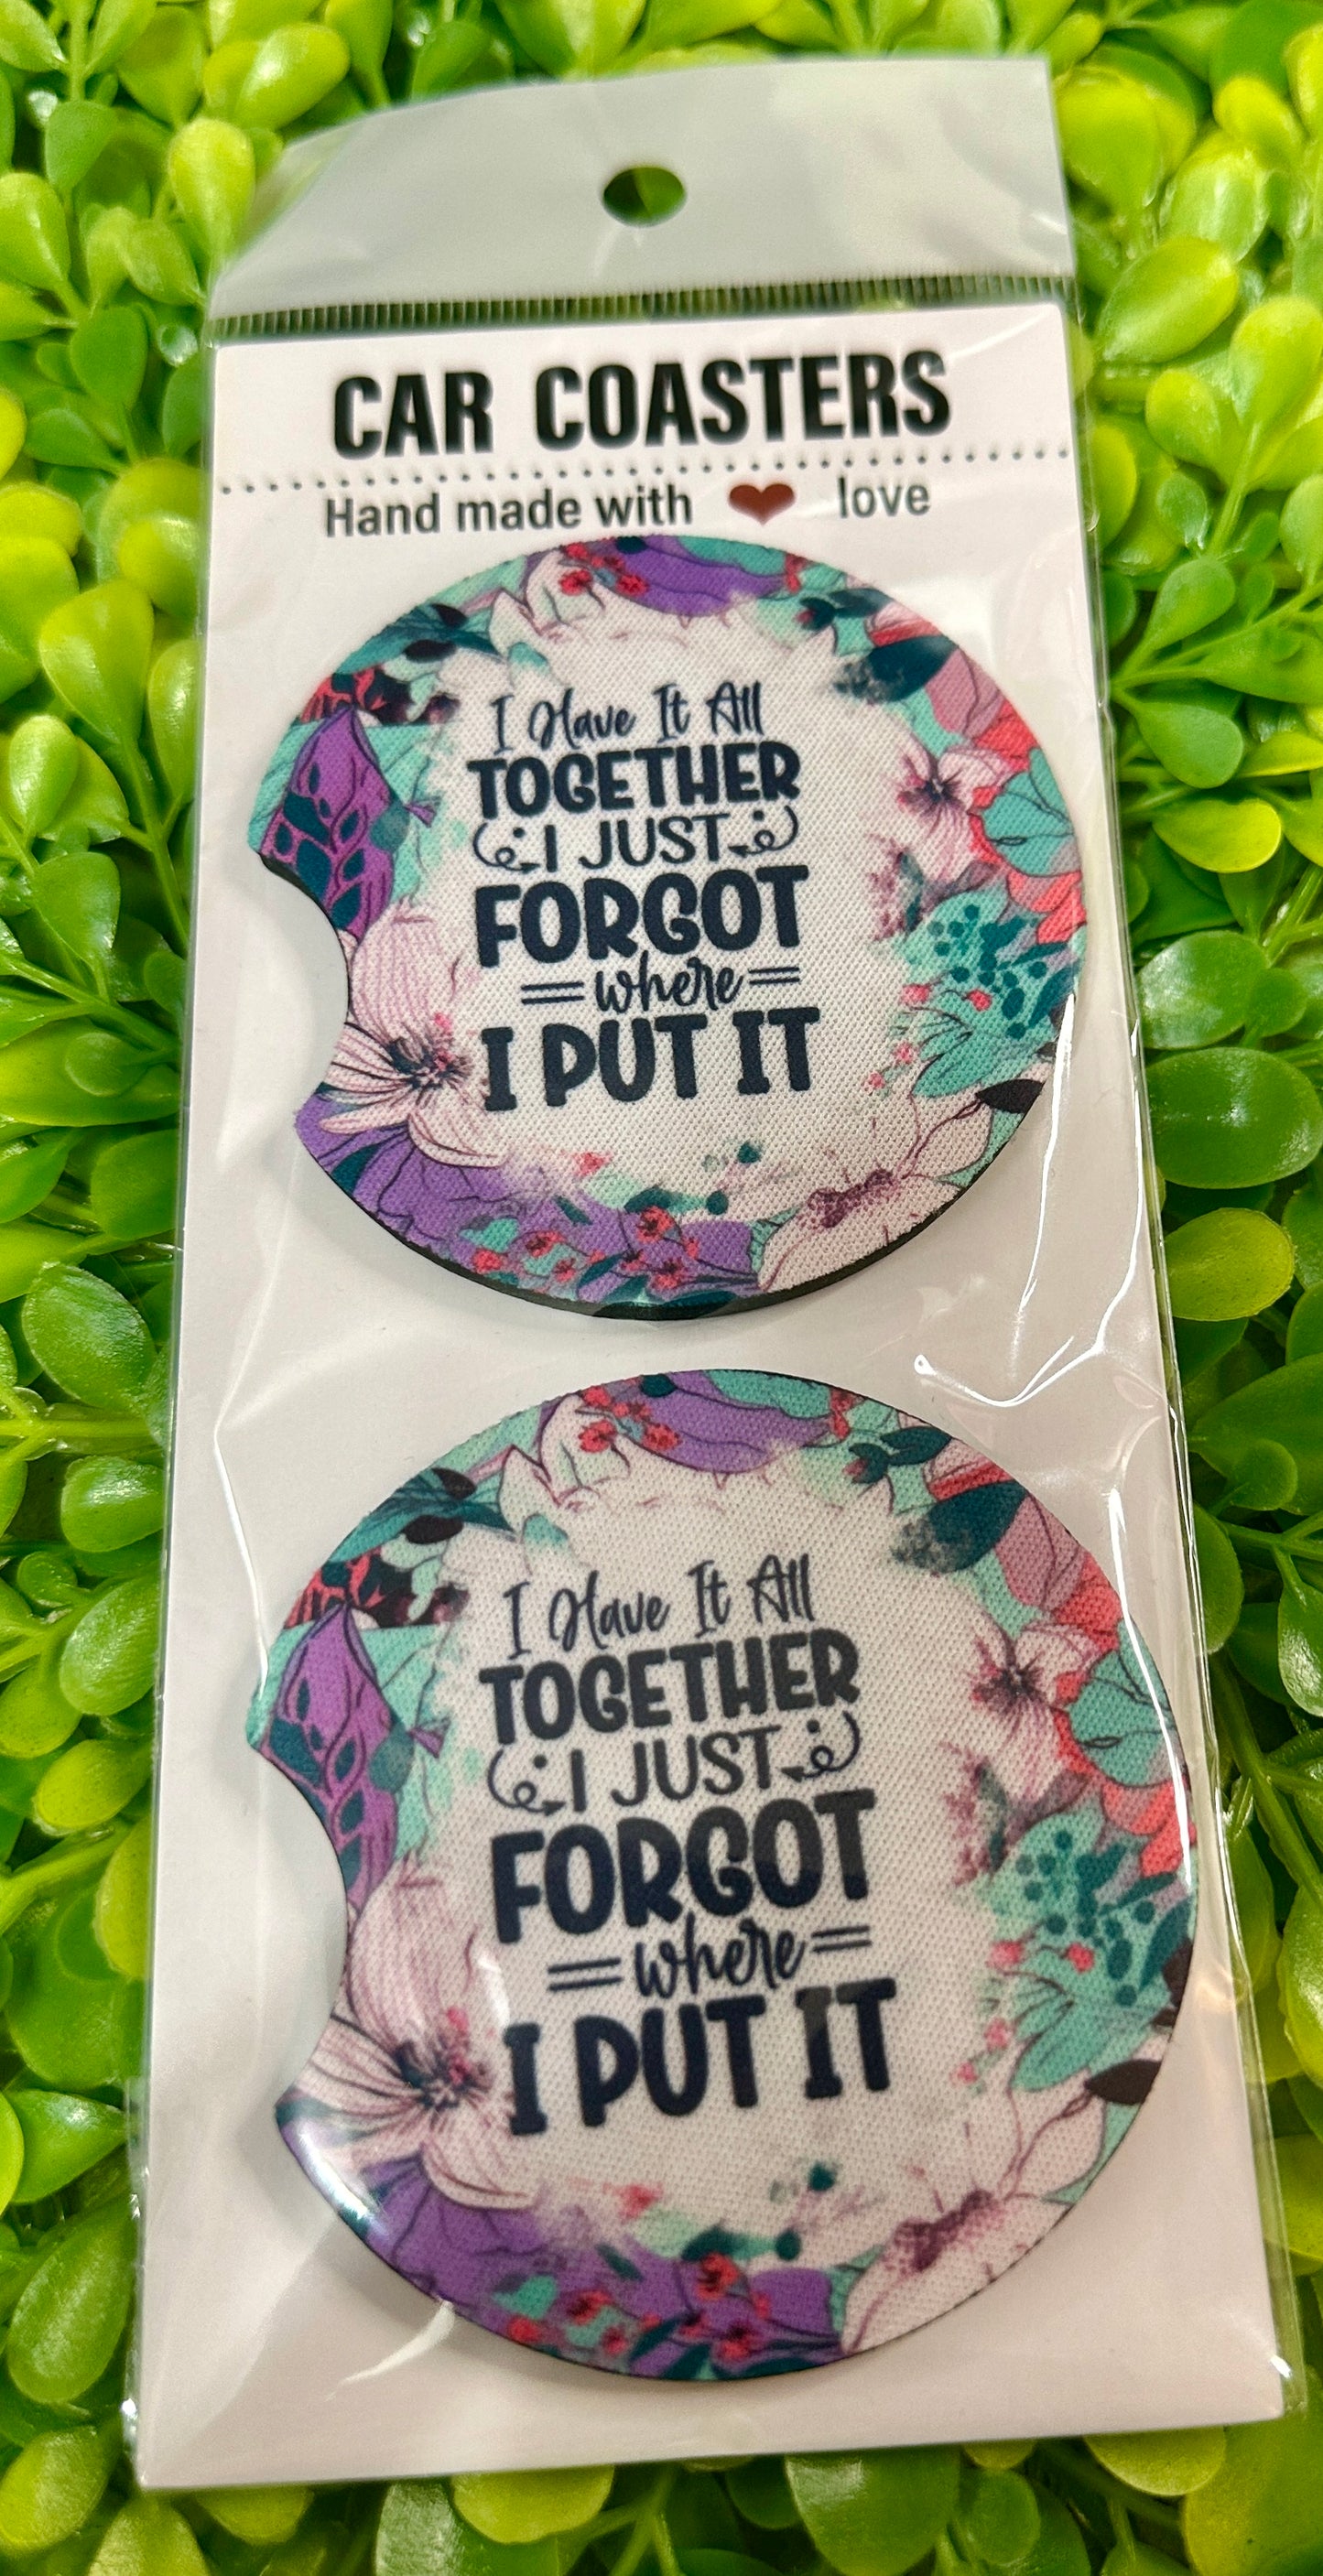 CAR COASTERS
Hand made with love
I Have It All
TOGETHER
I JUST
FORGOT
where
I PUT IT
I Have It All
TOGETHER
I JUST
FORGOT
where
I PUT IT